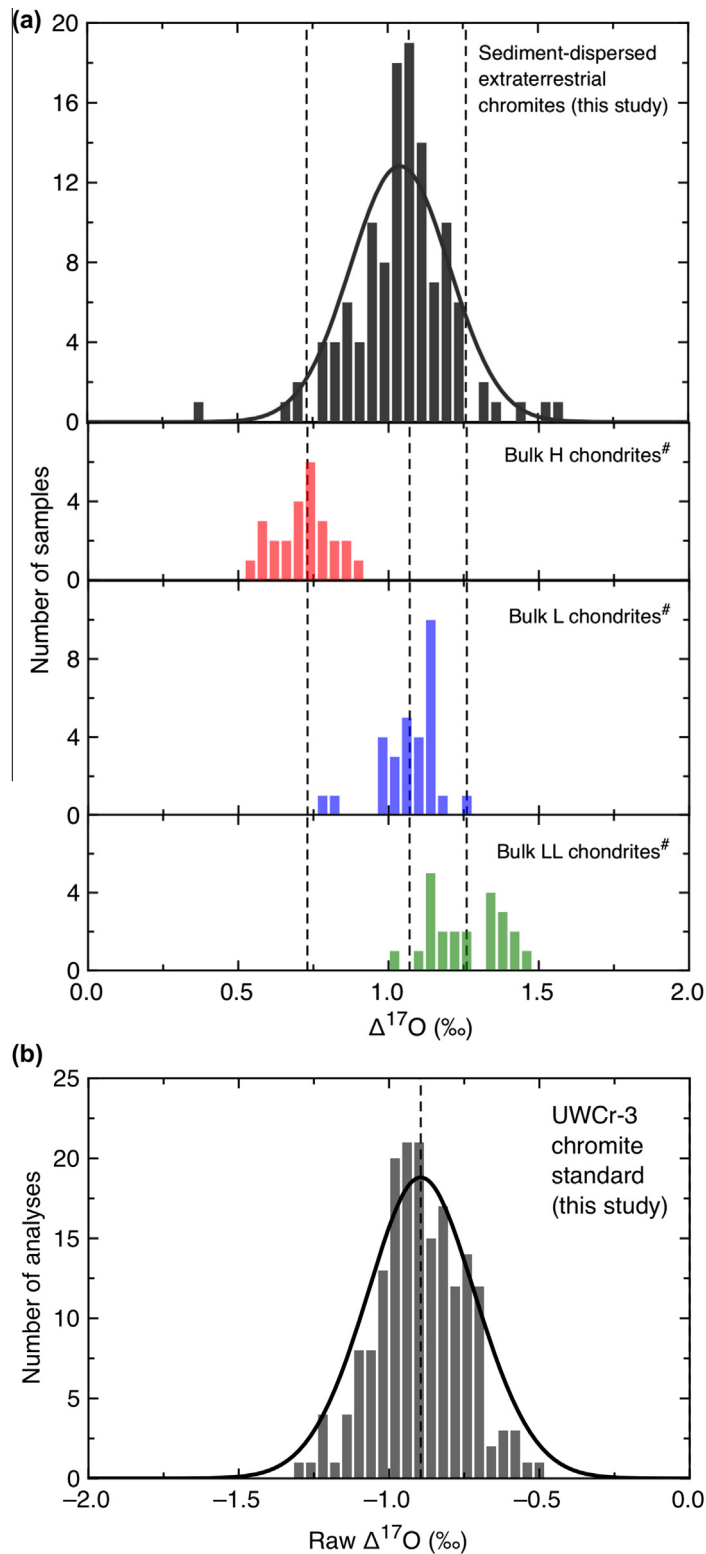 (a)
20
16
12
8
4
0
Sediment-dispersed
extraterrestrial
chromites (this study)
Number of samples
4
0
Bulk H chondrites#
8
4
0
Bulk L chondrites#
4
0
Bulk LL chondrites#
0.0 0.5 1.0 1.5 2.0
Δ17O (‰)
(b)
25
20
15
10
5
0
Number of analyses
UWCr-3
chromite
standard
(this study)
−2.0 −1.5 −1.0 −0.5 0.0
Raw Δ17O (‰)